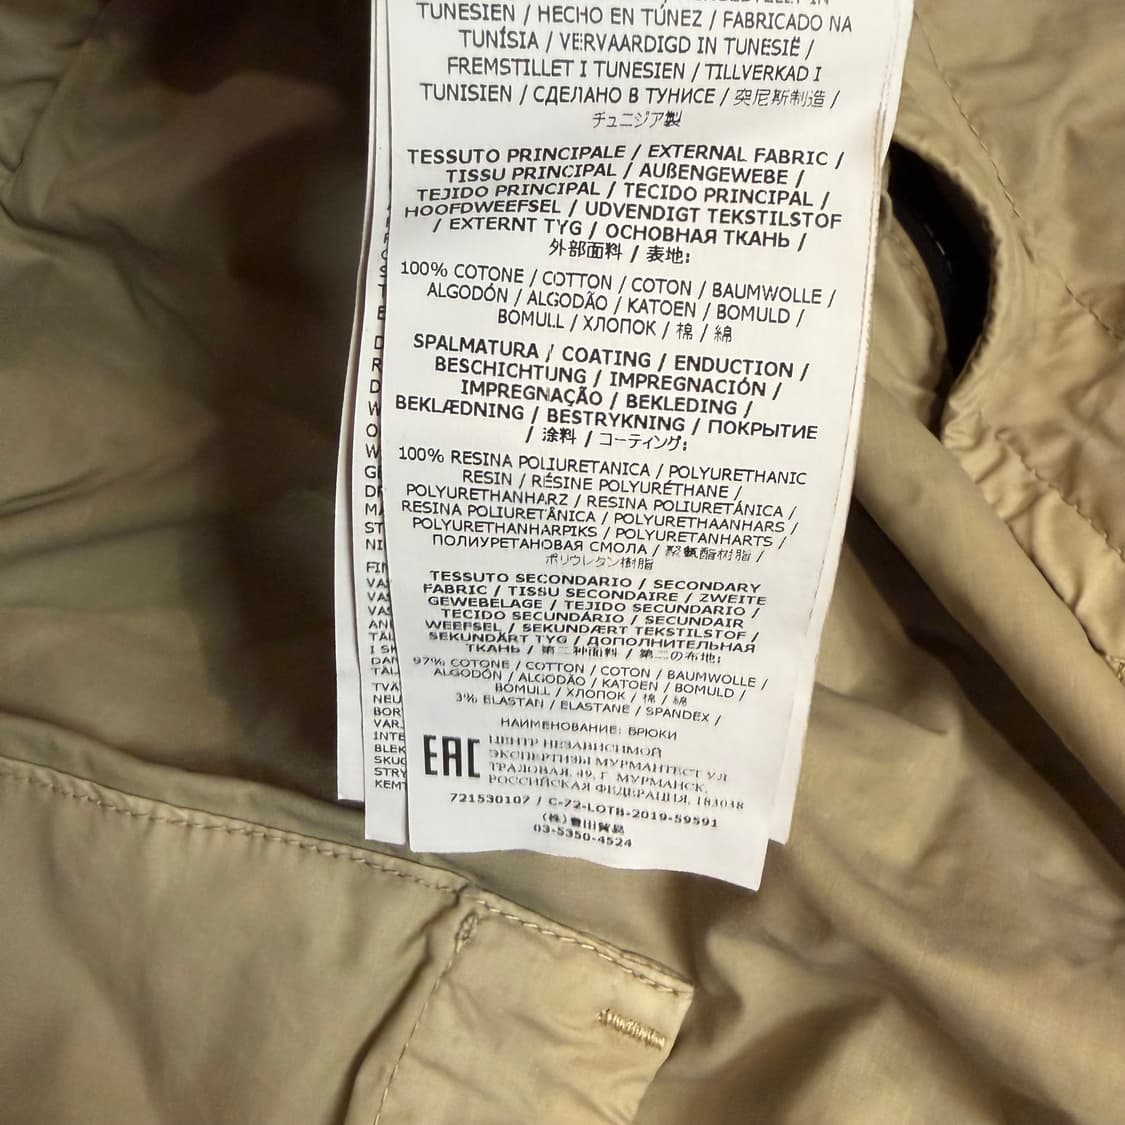 TUNESIEN / HECHO EN TÚNEZ / FABRICADO NA
TUNÍSIA / VERVAARDIGD IN TUNESIË /
FREMSTILLET I TUNESIEN / TILLVERKAD I
TUNISIEN / СДЕЛАНО В ТУНИСЕ / 突尼斯制造 /
チュニジア製
TESSUTO PRINCIPALE / EXTERNAL FABRIC /
TISSU PRINCIPAL / AUßENGEWEBE /
TEJIDO PRINCIPAL / TECIDO PRINCIPAL /
HOOFDWEEFSEL / UDVENDIGT TEKSTILSTOF
/ EXTERNT TYG / ОСНОВНАЯ ТКАНЬ /
外部面料 / 表地:
100% COTONE / COTTON / COTON / BAUMWOLLE /
ALGODÓN / ALGODÃO / KATOEN / BOMULD /
BOMULL / ХЛОПОК / 棉 / 綿
SPALMATURA / COATING / ENDUCTION /
BESCHICHTUNG / IMPREGNACIÓN /
IMPREGNAÇÃO / BEKLEDING /
BEKLÆDNING / BESTRYKNING / ПОКРЫТИЕ
/ 涂料 / コーティング:
100% RESINA POLIURETANICA / POLYURETHANIC
RESIN / RÉSINE POLYURÉTHANE /
POLYURETHANHARZ / RESINA POLIURETÁNICA /
RESINA POLIURETÂNICA / POLYURETHAANHARS /
POLYURETHANHARPIKS / POLYURETANHARTS /
ПОЛИУРЕТАНОВАЯ СМОЛА / 聚氨酯树脂 /
ポリウレタン樹脂
TESSUTO SECONDARIO / SECONDARY
FABRIC / TISSU SECONDAIRE / ZWEITE
GEWEBELAGE / TEJIDO SECUNDARIO /
TECIDO SECUNDÁRIO / SECUNDAIR
WEEFSEL / SEKUNDÆRT TEKSTILSTOF /
SEKUNDÄRT TYG / ДОПОЛНИТЕЛЬНАЯ
ТКАНЬ / 第二种面料 / 第二の布地:
97% COTONE / COTTON / COTON / BAUMWOLLE /
ALGODÓN / ALGODÃO / KATOEN / BOMULD /
BOMULL / ХЛОПОК / 棉 / 綿
3% ELASTAN / ELASTANE / SPANDEX /
НАИМЕНОВАНИЕ: БРЮКИ
EAC ЦЕНТР НЕЗАВИСИМОЙ
ЭКСПЕРТИЗЫ МУРМАНТЕСТ УЛ.
ТРАЛОВАЯ, 49, Г. МУРМАНСК,
РОССИЙСКАЯ ФЕДЕРАЦИЯ, 183038
721530107 / C-72-LOTB-2019-59591
(株) 豊田貿易
03-5350-4524